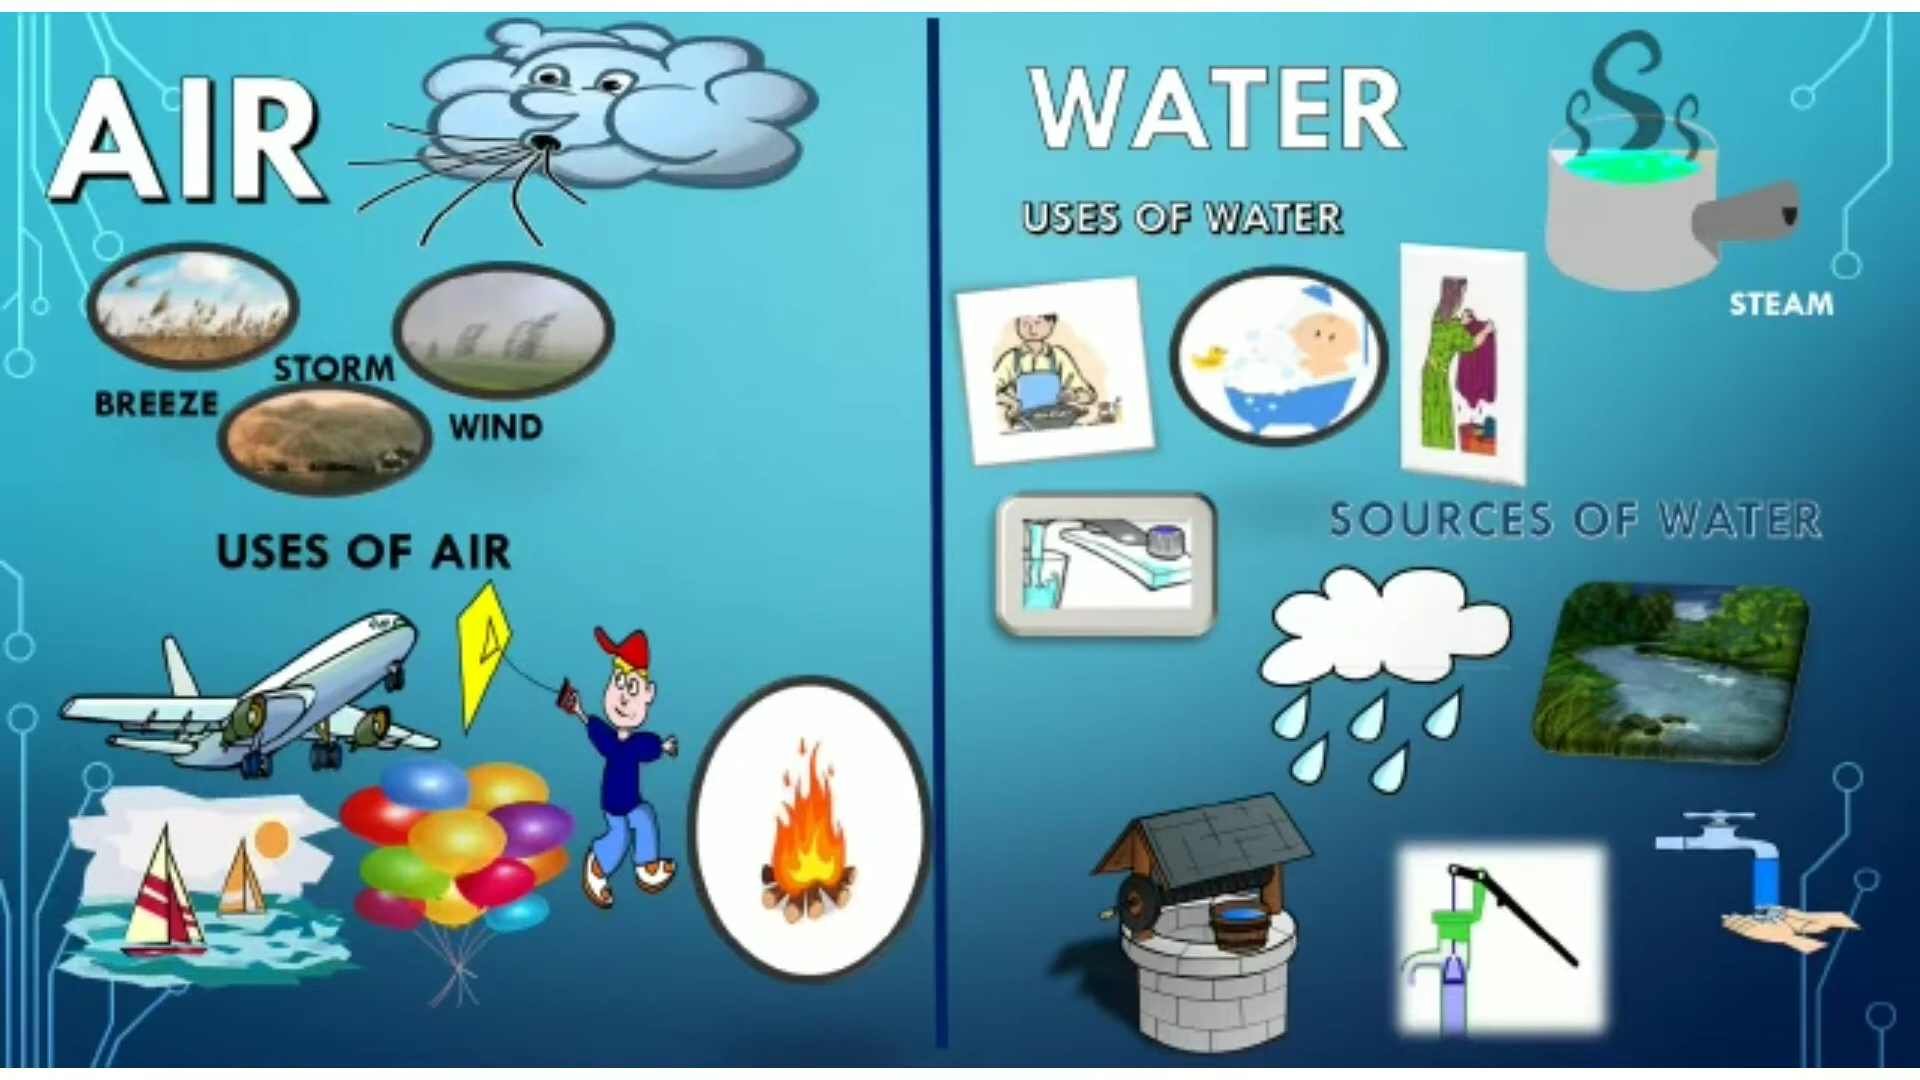 AIR
STORM
BREEZE
WIND
USES OF AIR
WATER
USES OF WATER
STEAM
SOURCES OF WATER